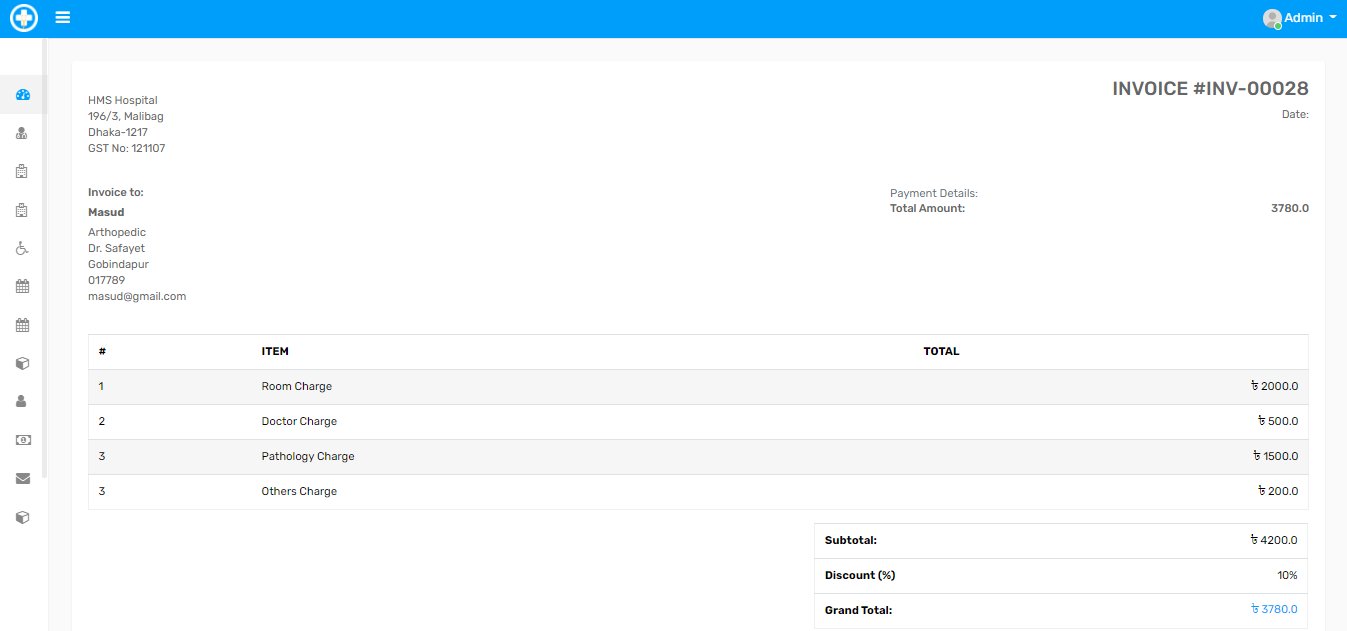 Admin
INVOICE #INV-00028
Date:
HMS Hospital
196/3, Malibag
Dhaka-1217
GST No: 121107
Invoice to:
Masud
Arthopedic
Dr. Safayet
Gobindapur
017789
masud@gmail.com
Payment Details:
Total Amount: 3780.0
# ITEM TOTAL
1 Room Charge ৳ 2000.0
2 Doctor Charge ৳ 500.0
3 Pathology Charge ৳ 1500.0
3 Others Charge ৳ 200.0
Subtotal: ৳ 4200.0
Discount (%) 10%
Grand Total: ৳ 3780.0